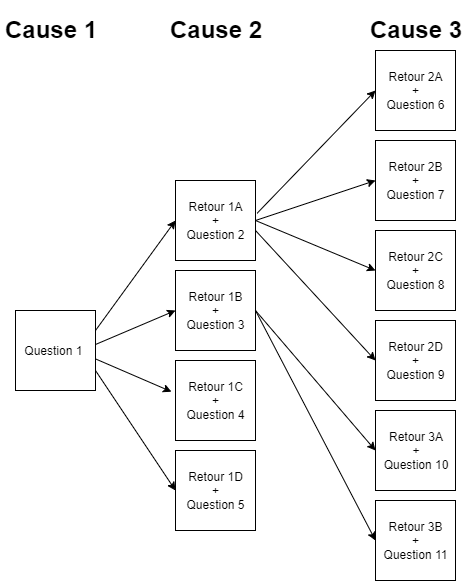 Cause 1
Cause 2
Cause 3
Question 1
Retour 1A
+
Question 2
Retour 1B
+
Question 3
Retour 1C
+
Question 4
Retour 1D
+
Question 5
Retour 2A
+
Question 6
Retour 2B
+
Question 7
Retour 2C
+
Question 8
Retour 2D
+
Question 9
Retour 3A
+
Question 10
Retour 3B
+
Question 11